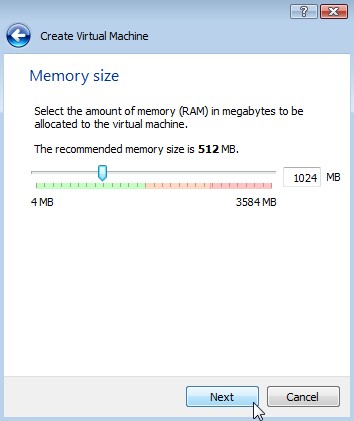 Create Virtual Machine
Memory size
Select the amount of memory (RAM) in megabytes to be
allocated to the virtual machine.
The recommended memory size is 512 MB.
1024 MB
4 MB 3584 MB
Next Cancel